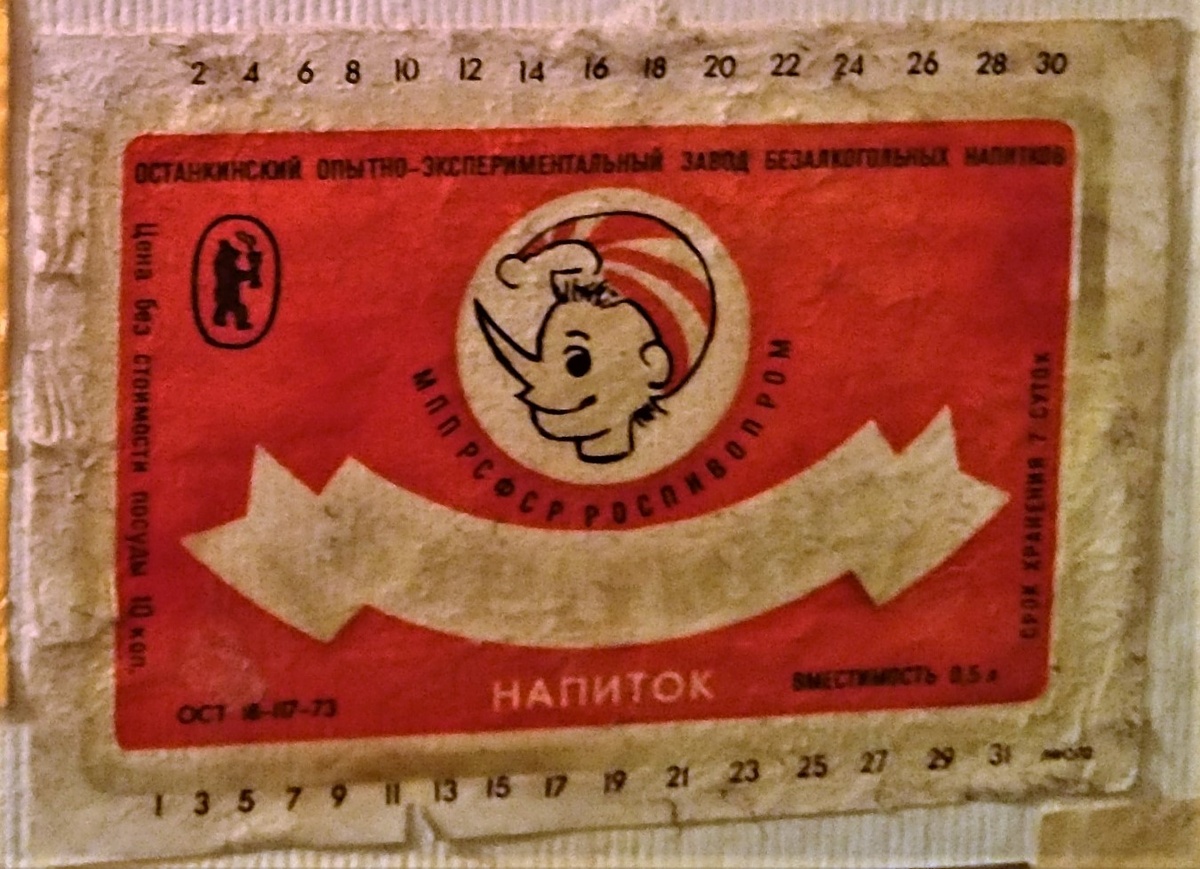 2 4 6 8 10 12 14 16 18 20 22 24 26 28 30
ОСТАНКИНСКИЙ ОПЫТНО-ЭКСПЕРИМЕНТАЛЬНЫЙ ЗАВОД БЕЗАЛКОГОЛЬНЫХ НАПИТКОВ
Цена без стоимости посуды 10 коп.
МПП РСФСР РОСПИВОПРОМ
СРОК ХРАНЕНИЯ 7 СУТОК
НАПИТОК
ВМЕСТИМОСТЬ 0,5 л
ОСТ 18-117-73
1 3 5 7 9 11 13 15 17 19 21 23 25 27 29 31 число